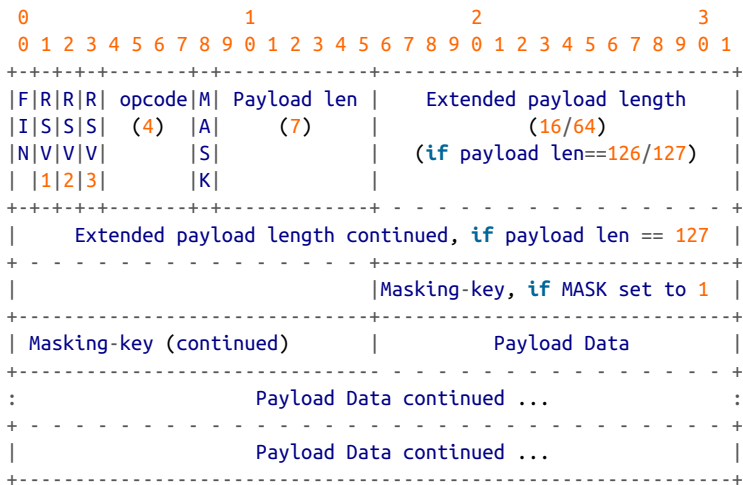 0                   1                   2                   3
 0 1 2 3 4 5 6 7 8 9 0 1 2 3 4 5 6 7 8 9 0 1 2 3 4 5 6 7 8 9 0 1
+-+-+-+-+-------+-+-------------+-------------------------------+
|F|R|R|R| opcode|M| Payload len |    Extended payload length    |
|I|S|S|S|  (4)  |A|     (7)     |             (16/64)           |
|N|V|V|V|       |S|             |   (if payload len==126/127)   |
| |1|2|3|       |K|             |                               |
+-+-+-+-+-------+-+-------------+ - - - - - - - - - - - - - - - +
|     Extended payload length continued, if payload len == 127  |
+ - - - - - - - - - - - - - - - +-------------------------------+
|                               |Masking-key, if MASK set to 1  |
+-------------------------------+-------------------------------+
| Masking-key (continued)       |          Payload Data         |
+-------------------------------- - - - - - - - - - - - - - - - +
:                     Payload Data continued ...                :
+ - - - - - - - - - - - - - - - - - - - - - - - - - - - - - - - +
|                     Payload Data continued ...                |
+---------------------------------------------------------------+